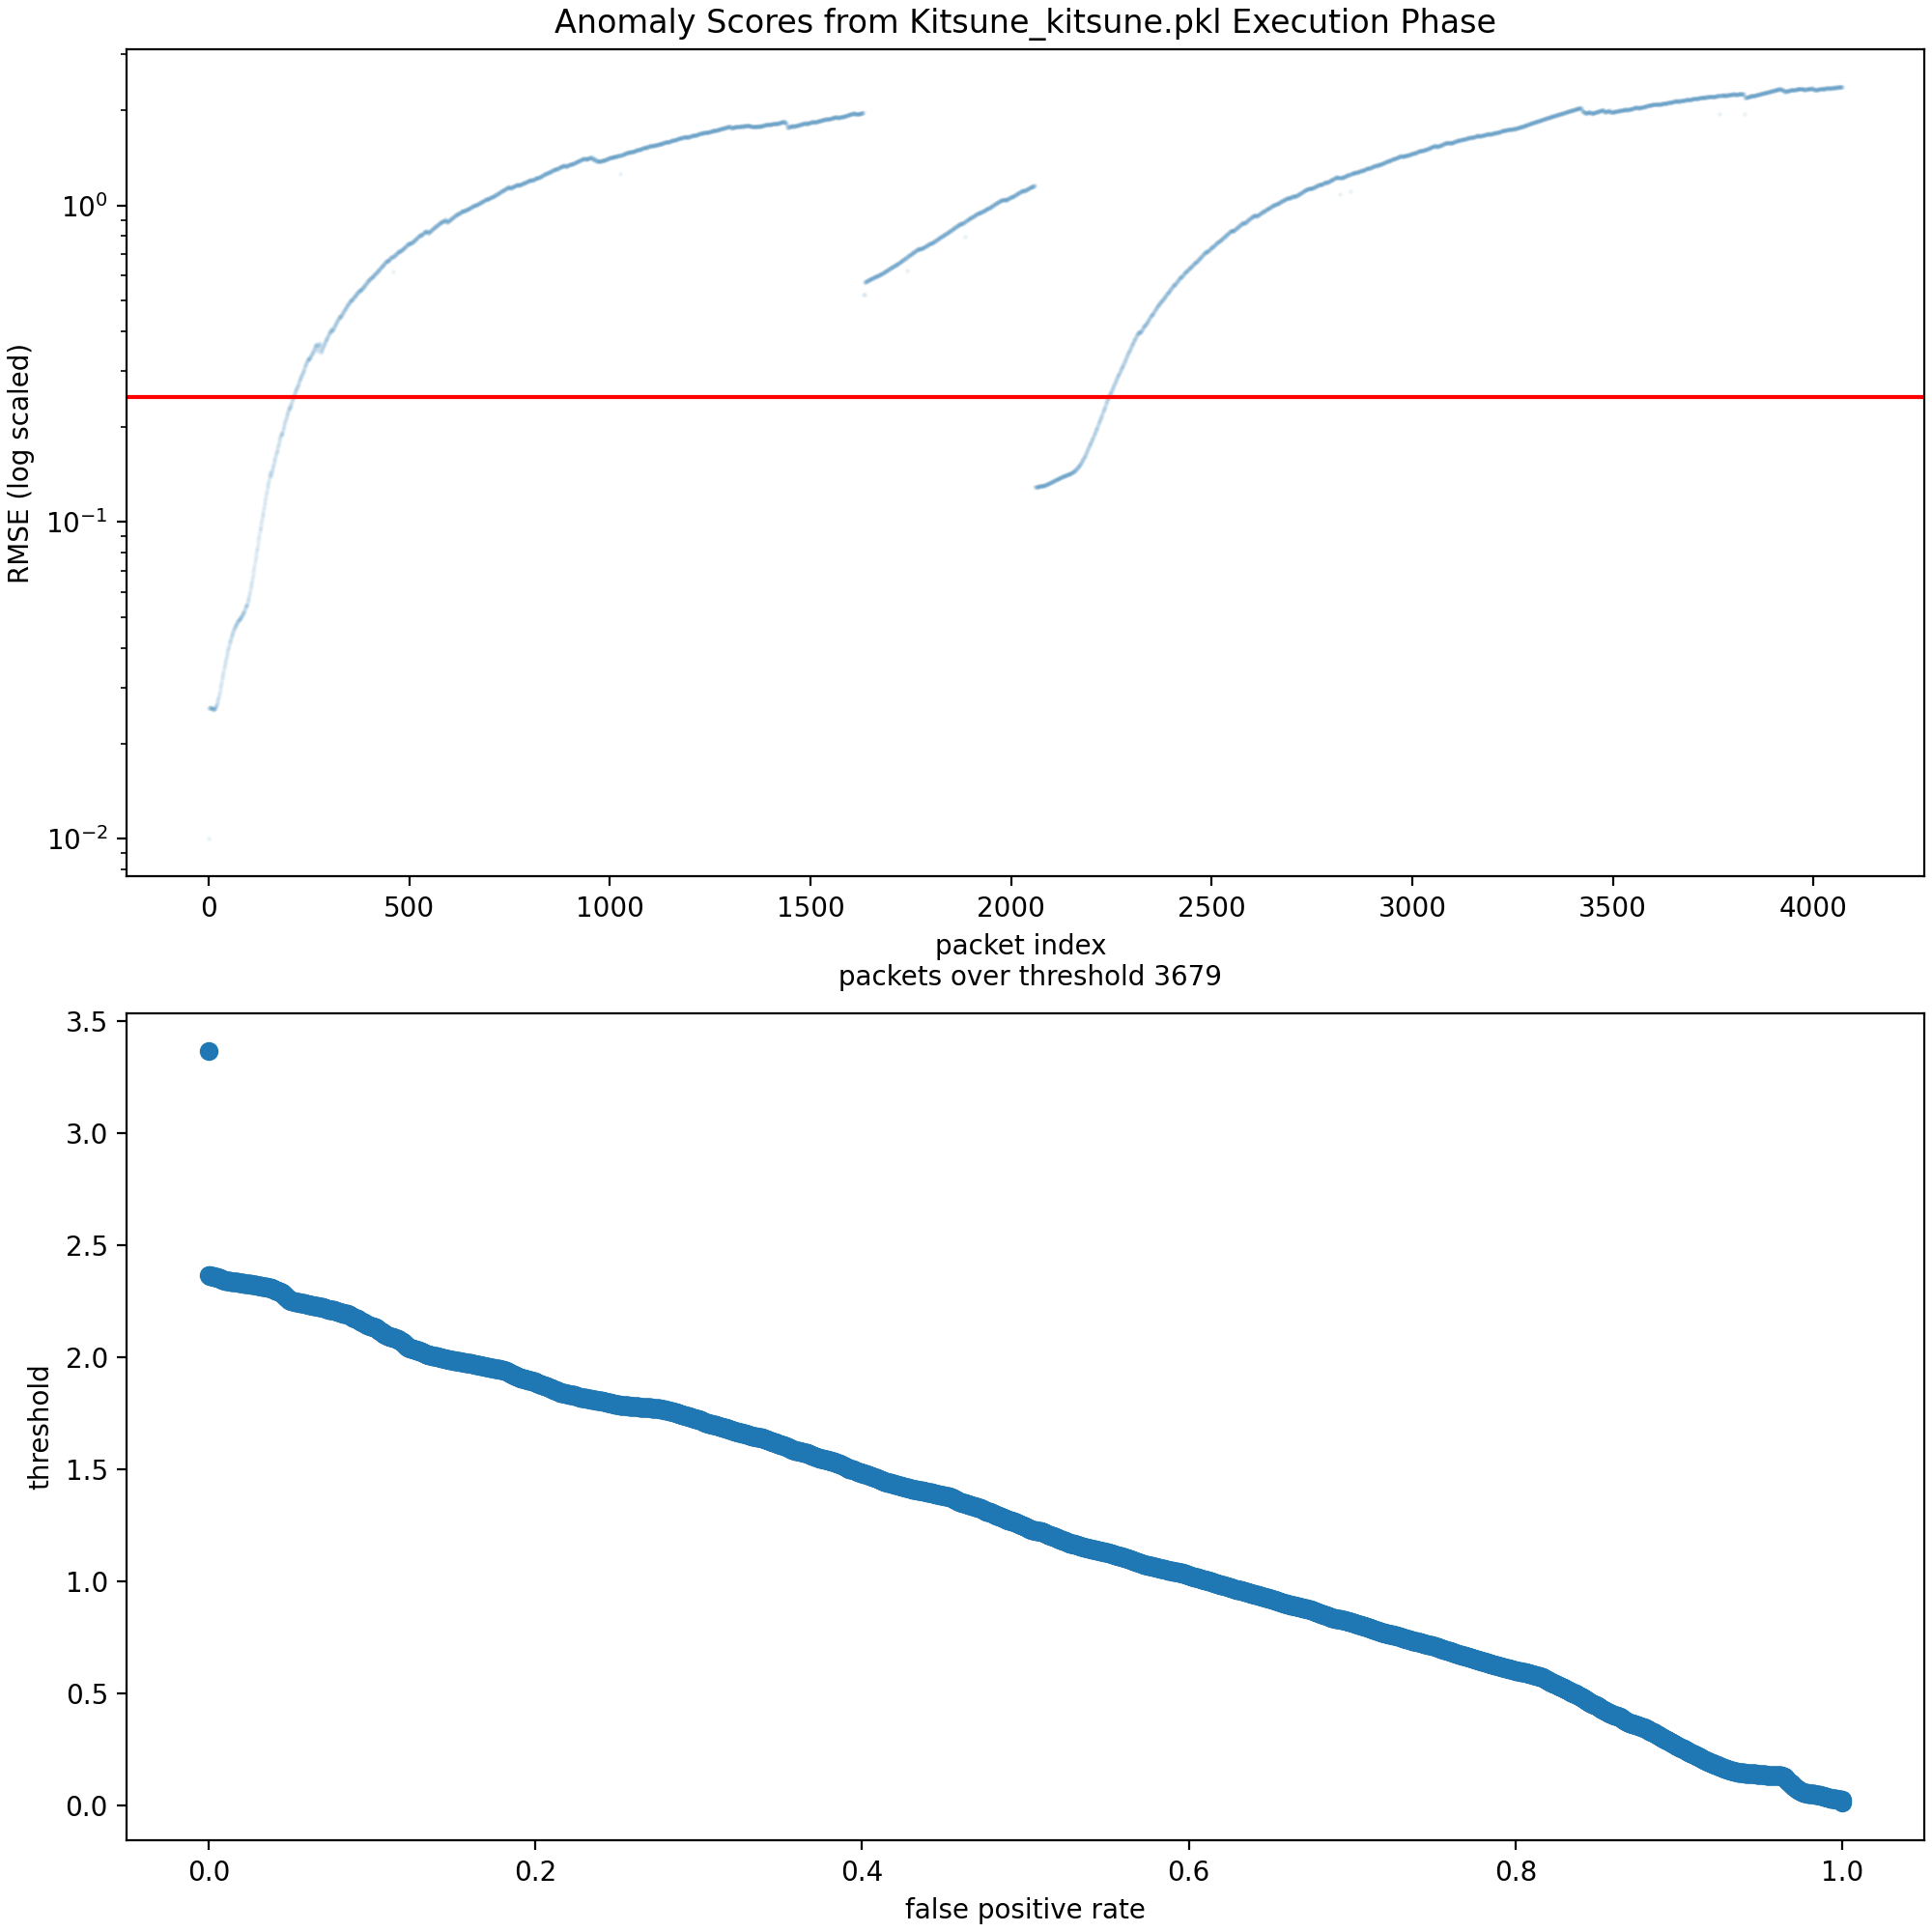 Anomaly Scores from Kitsune_kitsune.pkl Execution Phase
RMSE (log scaled)
10⁰
10⁻¹
10⁻²
0 500 1000 1500 2000 2500 3000 3500 4000
packet index
packets over threshold 3679
threshold
3.5
3.0
2.5
2.0
1.5
1.0
0.5
0.0
0.0 0.2 0.4 0.6 0.8 1.0
false positive rate